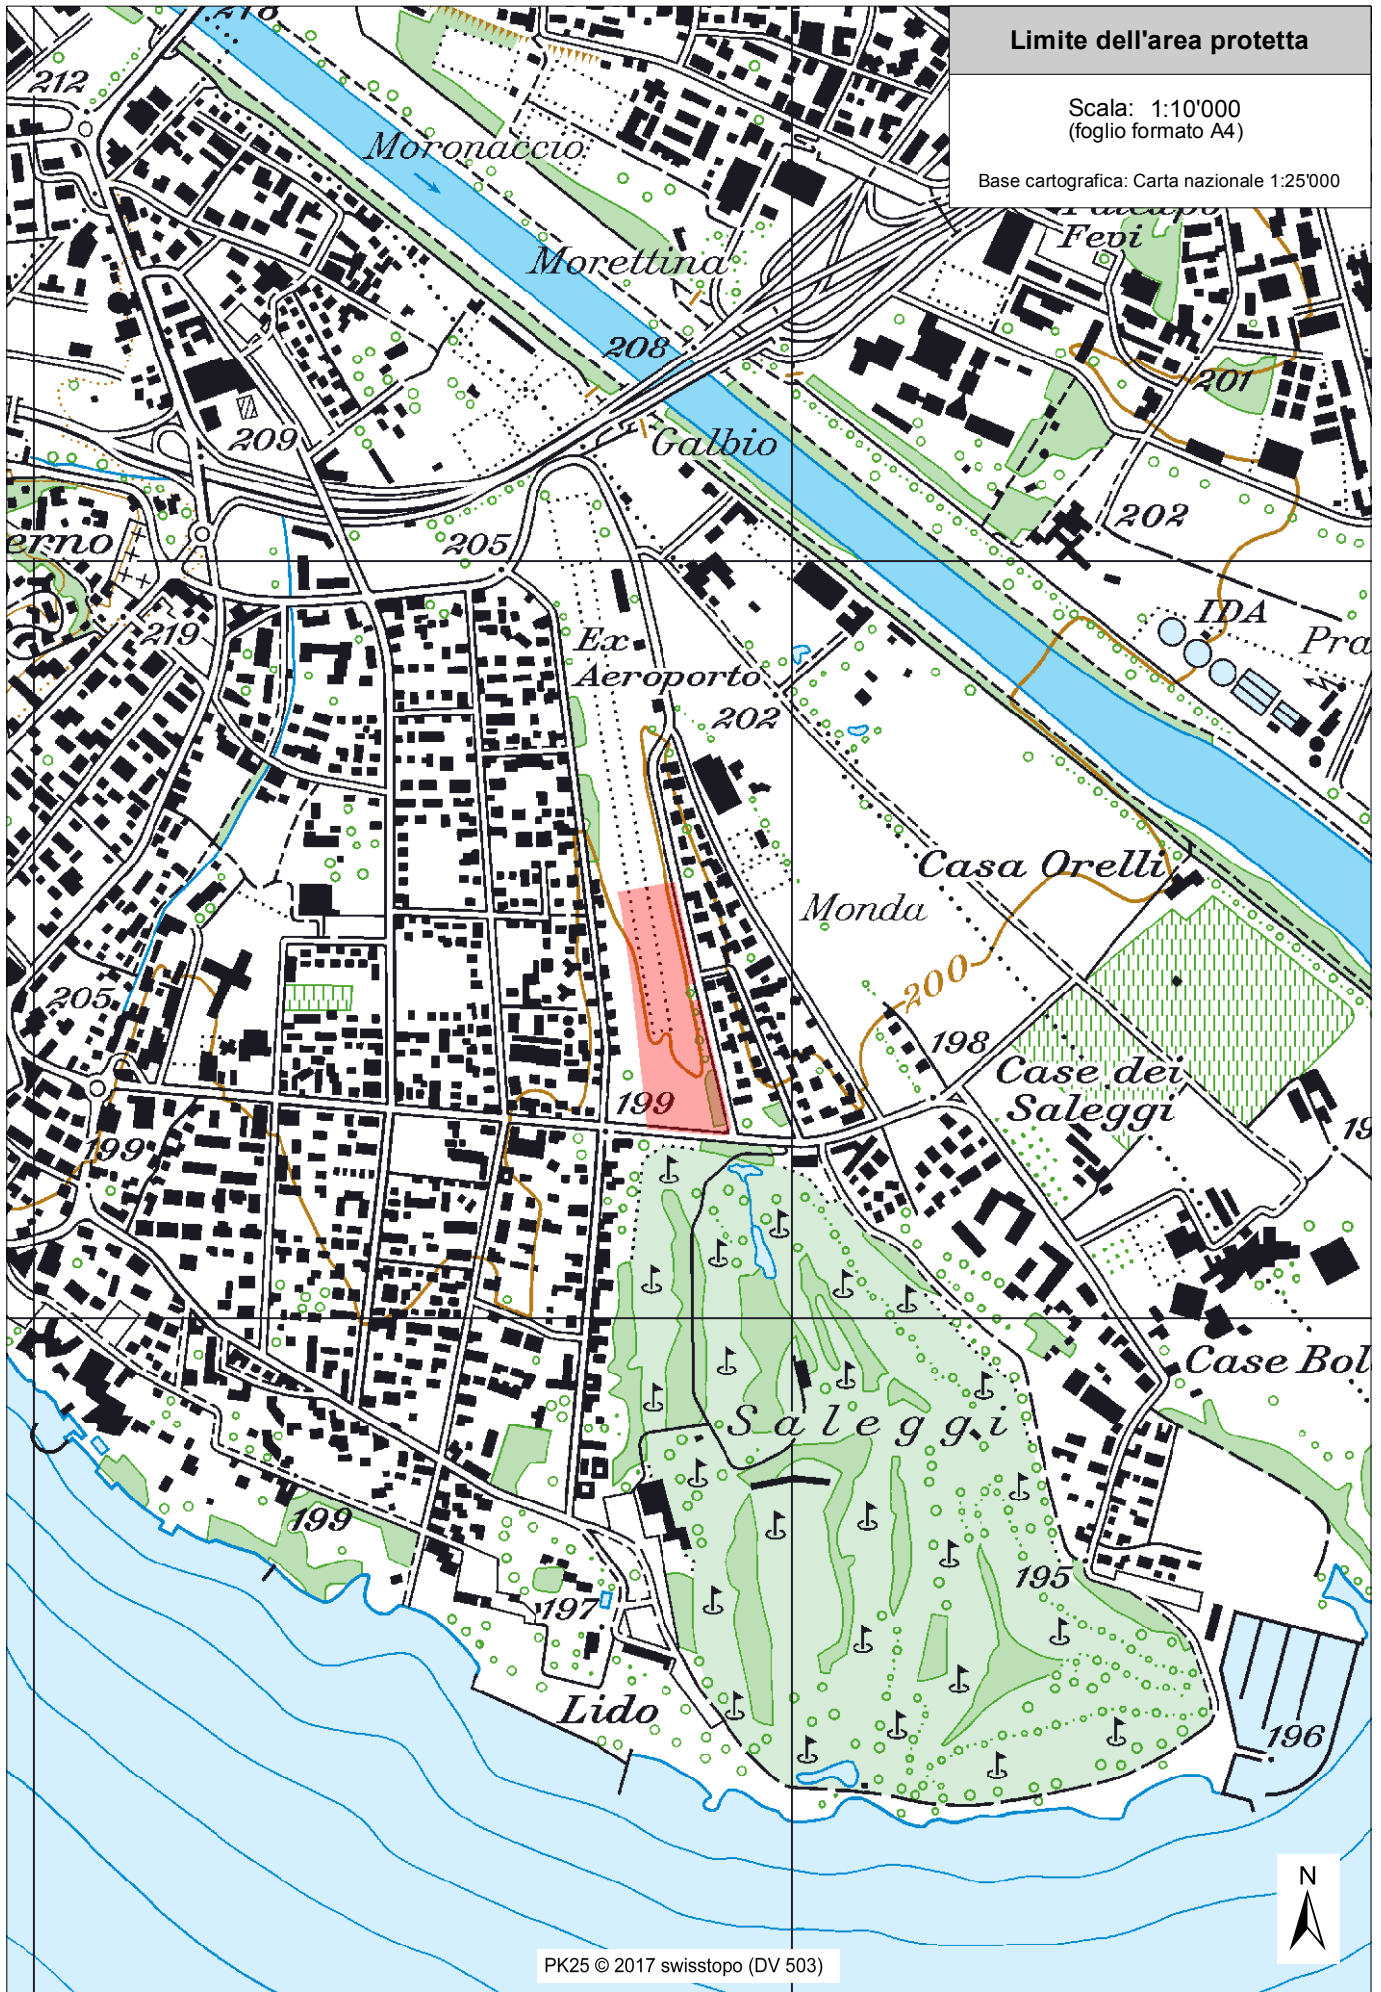 Limite dell'area protetta
Scala: 1:10'000
(foglio formato A4)
Base cartografica: Carta nazionale 1:25'000
212
Moronaccio
Morettina
Fevi
208
201
209
Galbio
202
erno
205
219
IDA
Pra
Ex
Aeroporto
202
Casa Orelli
Monda
200
205
198
Case dei
Saleggi
199
199
19
Case Bol
Saleggi
199
195
197
Lido
196
N
PK25 © 2017 swisstopo (DV 503)